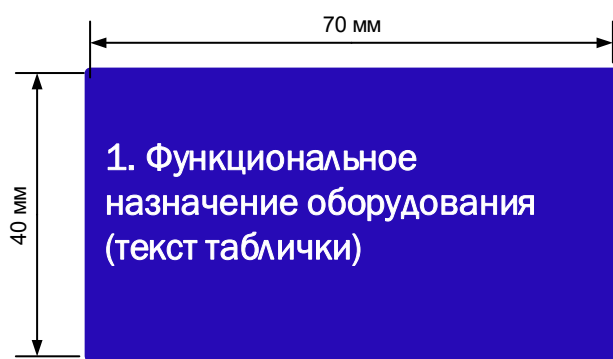 70 мм
40 мм
1. Функциональное
назначение оборудования
(текст таблички)